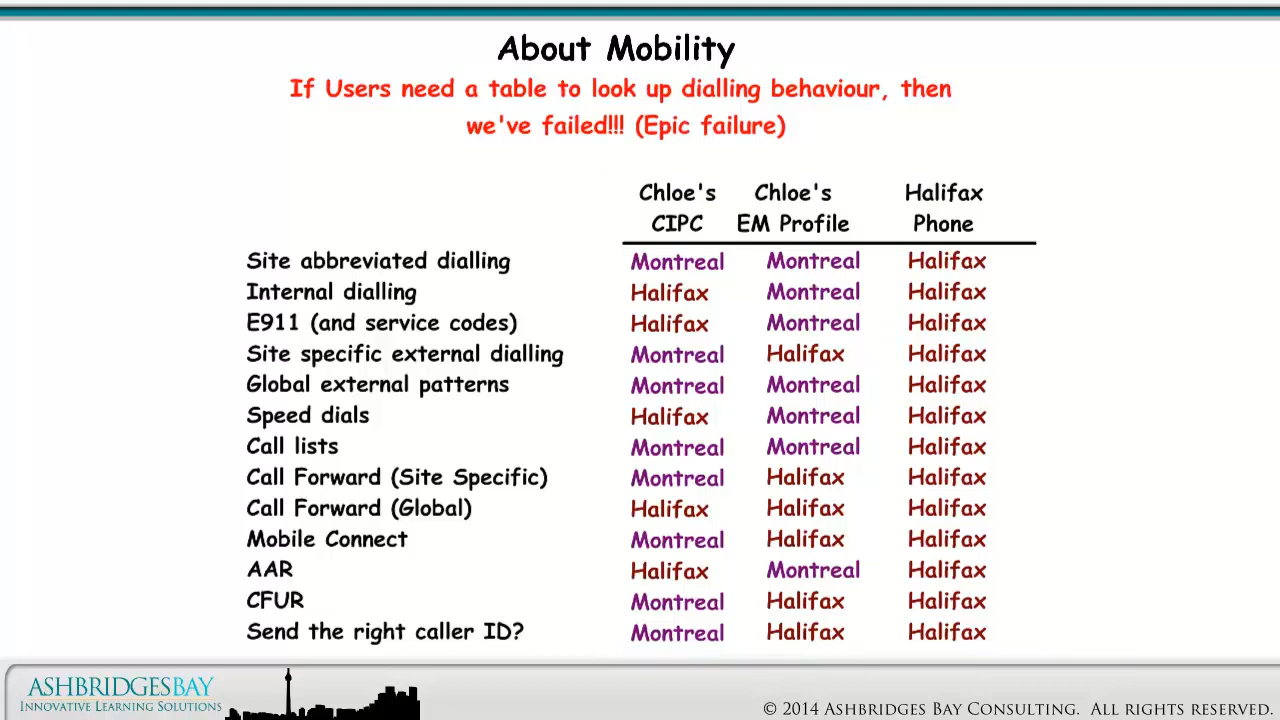 About Mobility
If Users need a table to look up dialling behaviour, then
we've failed!!! (Epic failure)
Chloe's Chloe's Halifax
CIPC EM Profile Phone
Site abbreviated dialling Montreal Montreal Halifax
Internal dialling Halifax Montreal Halifax
E911 (and service codes) Halifax Montreal Halifax
Site specific external dialling Montreal Halifax Halifax
Global external patterns Montreal Montreal Halifax
Speed dials Halifax Montreal Halifax
Call lists Montreal Montreal Halifax
Call Forward (Site Specific) Montreal Halifax Halifax
Call Forward (Global) Halifax Halifax Halifax
Mobile Connect Montreal Halifax Halifax
AAR Halifax Montreal Halifax
CFUR Montreal Halifax Halifax
Send the right caller ID? Montreal Halifax Halifax
ASHBRIDGESBAY
INNOVATIVE LEARNING SOLUTIONS
© 2014 ASHBRIDGES BAY CONSULTING. ALL RIGHTS RESERVED.